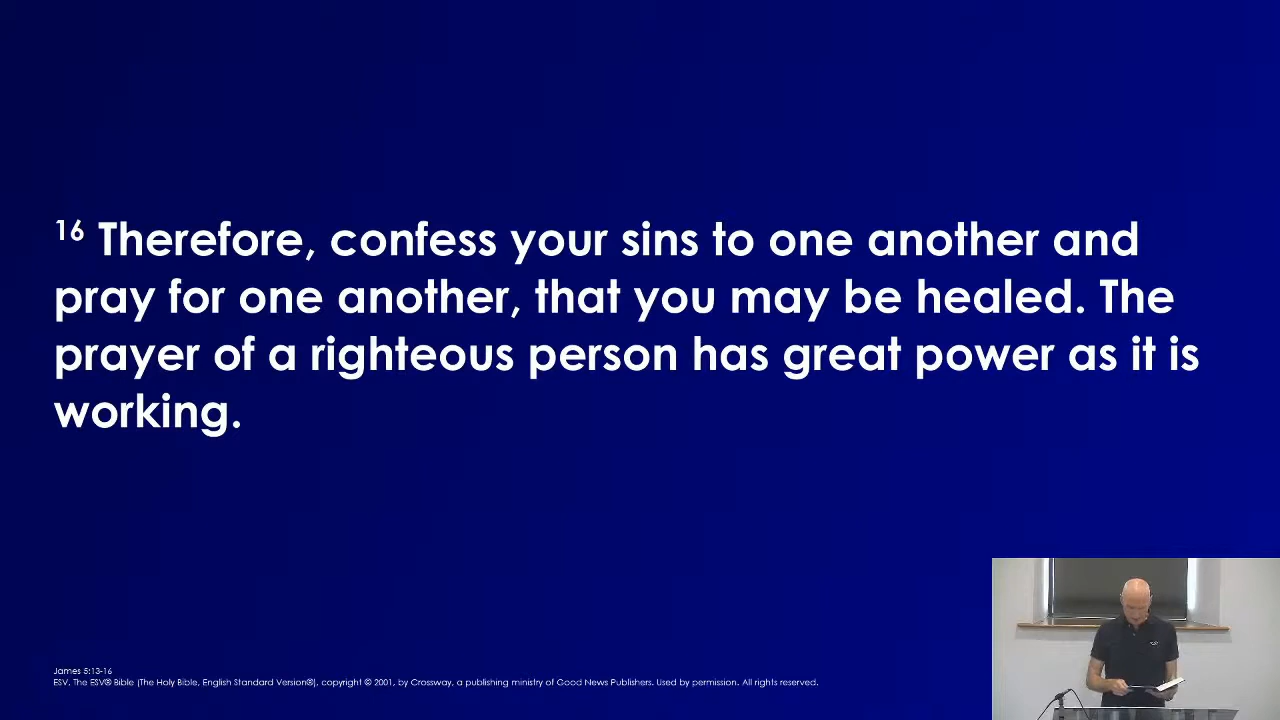 16 Therefore, confess your sins to one another and
pray for one another, that you may be healed. The
prayer of a righteous person has great power as it is
working.
James 5:13-16
ESV. The ESV® Bible (The Holy Bible, English Standard Version®), copyright © 2001, by Crossway, a publishing ministry of Good News Publishers. Used by permission. All rights reserved.